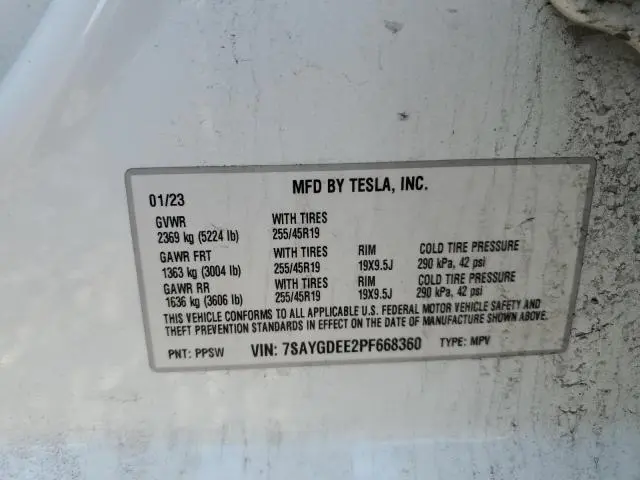 MFD BY TESLA, INC.
01/23
GVWR WITH TIRES
2369 kg (5224 lb) 255/45R19
GAWR FRT WITH TIRES RIM COLD TIRE PRESSURE
1363 kg (3004 lb) 255/45R19 19X9.5J 290 kPa, 42 psi
GAWR RR WITH TIRES RIM COLD TIRE PRESSURE
1636 kg (3606 lb) 255/45R19 19X9.5J 290 kPa, 42 psi
THIS VEHICLE CONFORMS TO ALL APPLICABLE U.S. FEDERAL MOTOR VEHICLE SAFETY AND
THEFT PREVENTION STANDARDS IN EFFECT ON THE DATE OF MANUFACTURE SHOWN ABOVE.
PNT: PPSW VIN: 7SAYGDEE2PF668360 TYPE: MPV